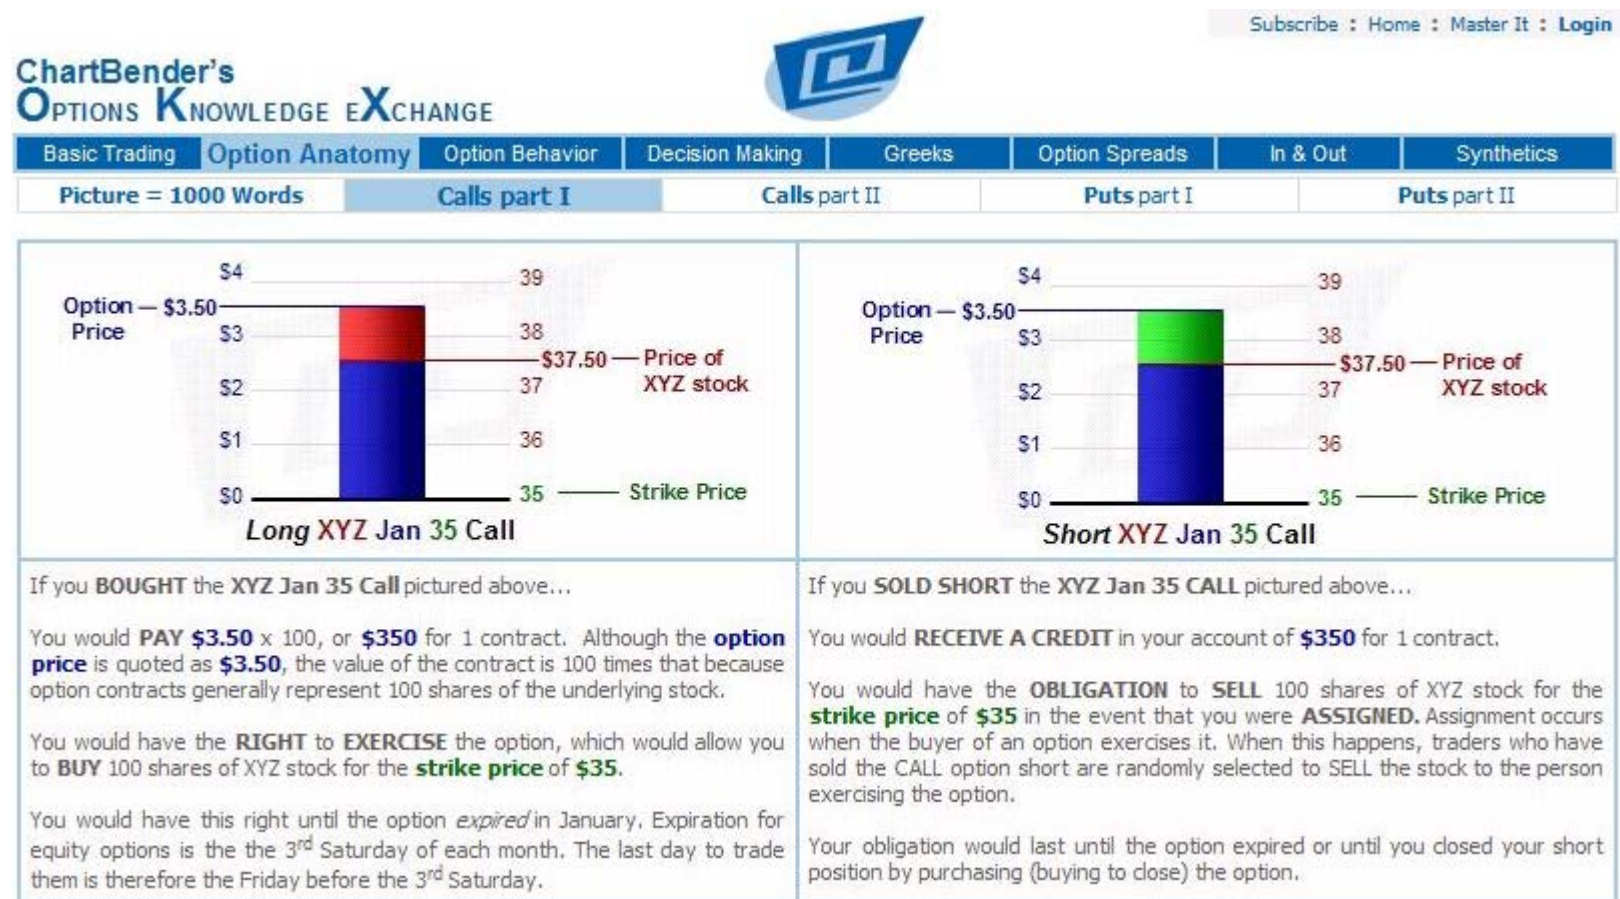 Subscribe : Home : Master It : Login
ChartBender's
OPTIONS KNOWLEDGE EXCHANGE
Basic Trading Option Anatomy Option Behavior Decision Making Greeks Option Spreads In & Out Synthetics
Picture = 1000 Words Calls part I Calls part II Puts part I Puts part II
$4 39
Option — $3.50
Price $3 38
$37.50 — Price of
$2 37 XYZ stock
$1 36
$0 35 Strike Price
Long XYZ Jan 35 Call
If you BOUGHT the XYZ Jan 35 Call pictured above...
You would PAY $3.50 x 100, or $350 for 1 contract. Although the option
price is quoted as $3.50, the value of the contract is 100 times that because
option contracts generally represent 100 shares of the underlying stock.
You would have the RIGHT to EXERCISE the option, which would allow you
to BUY 100 shares of XYZ stock for the strike price of $35.
You would have this right until the option expired in January. Expiration for
equity options is the the 3rd Saturday of each month. The last day to trade
them is therefore the Friday before the 3rd Saturday.
$4 39
Option — $3.50
Price $3 38
$37.50 — Price of
$2 37 XYZ stock
$1 36
$0 35 Strike Price
Short XYZ Jan 35 Call
If you SOLD SHORT the XYZ Jan 35 CALL pictured above...
You would RECEIVE A CREDIT in your account of $350 for 1 contract.
You would have the OBLIGATION to SELL 100 shares of XYZ stock for the
strike price of $35 in the event that you were ASSIGNED. Assignment occurs
when the buyer of an option exercises it. When this happens, traders who have
sold the CALL option short are randomly selected to SELL the stock to the person
exercising the option.
Your obligation would last until the option expired or until you closed your short
position by purchasing (buying to close) the option.